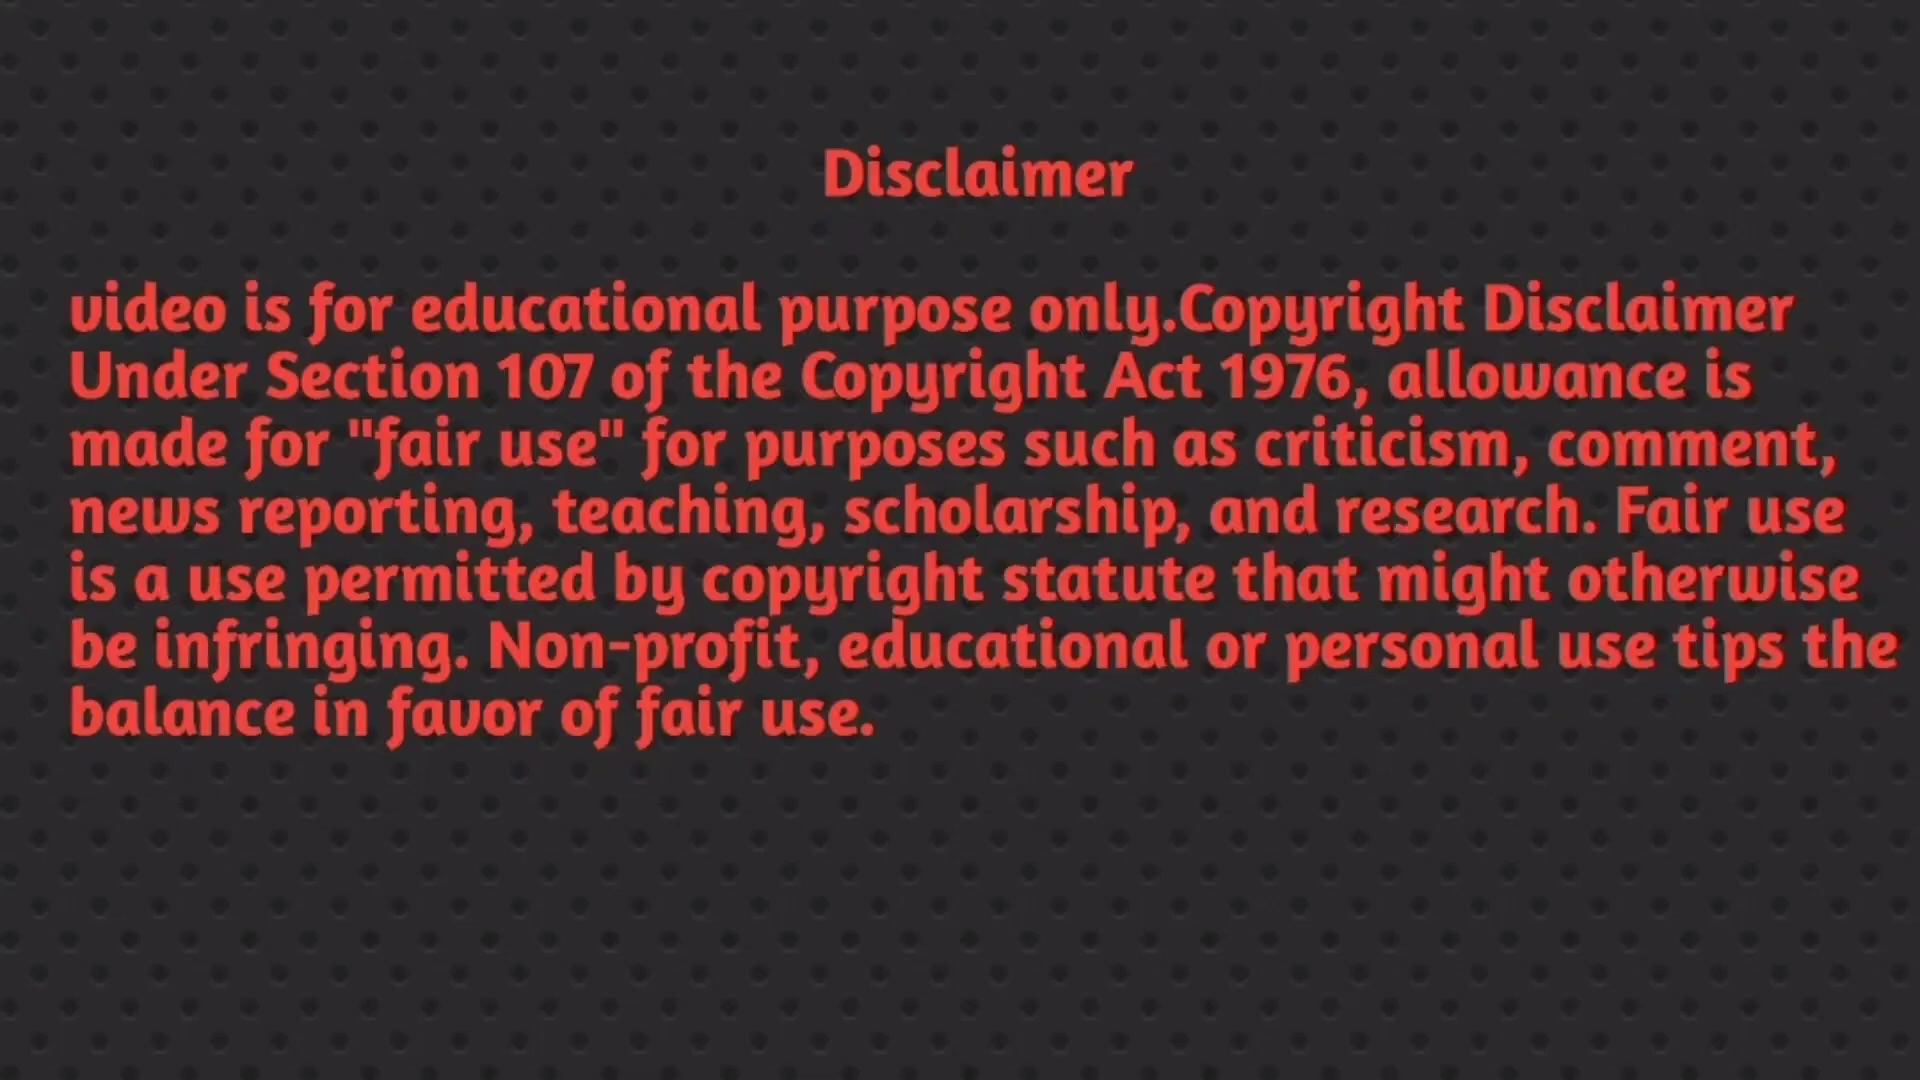 Disclaimer
video is for educational purpose only.Copyright Disclaimer
Under Section 107 of the Copyright Act 1976, allowance is
made for "fair use" for purposes such as criticism, comment,
news reporting, teaching, scholarship, and research. Fair use
is a use permitted by copyright statute that might otherwise
be infringing. Non-profit, educational or personal use tips the
balance in favor of fair use.